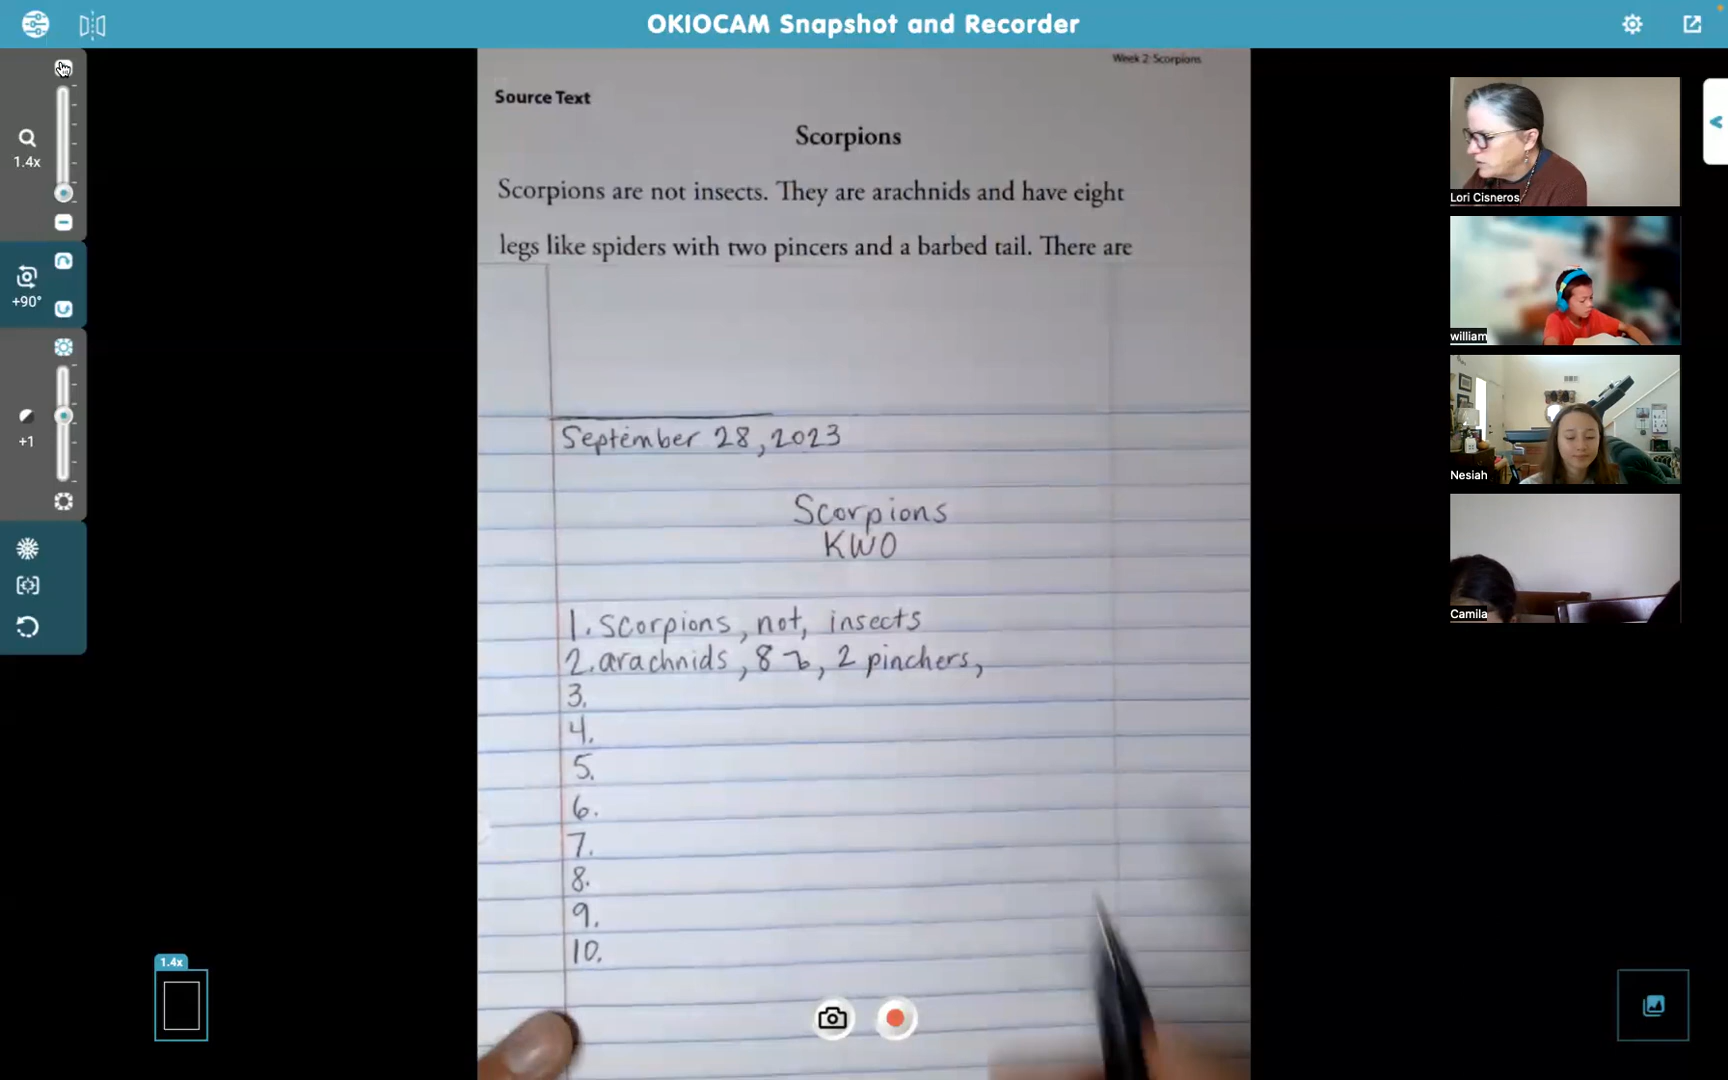 OKIOCAM Snapshot and Recorder
Week 2: Scorpions
Source Text
Scorpions
Scorpions are not insects. They are arachnids and have eight
legs like spiders with two pincers and a barbed tail. There are
September 28, 2023
Scorpions
KWO
1. scorpions, not, insects
2. arachnids, 8 , 2 pinchers,
3.
4.
5.
6.
7.
8.
9.
10.
1.4x
+90°
+1
1.4x
Lori Cisneros
william
Nesiah
Camila